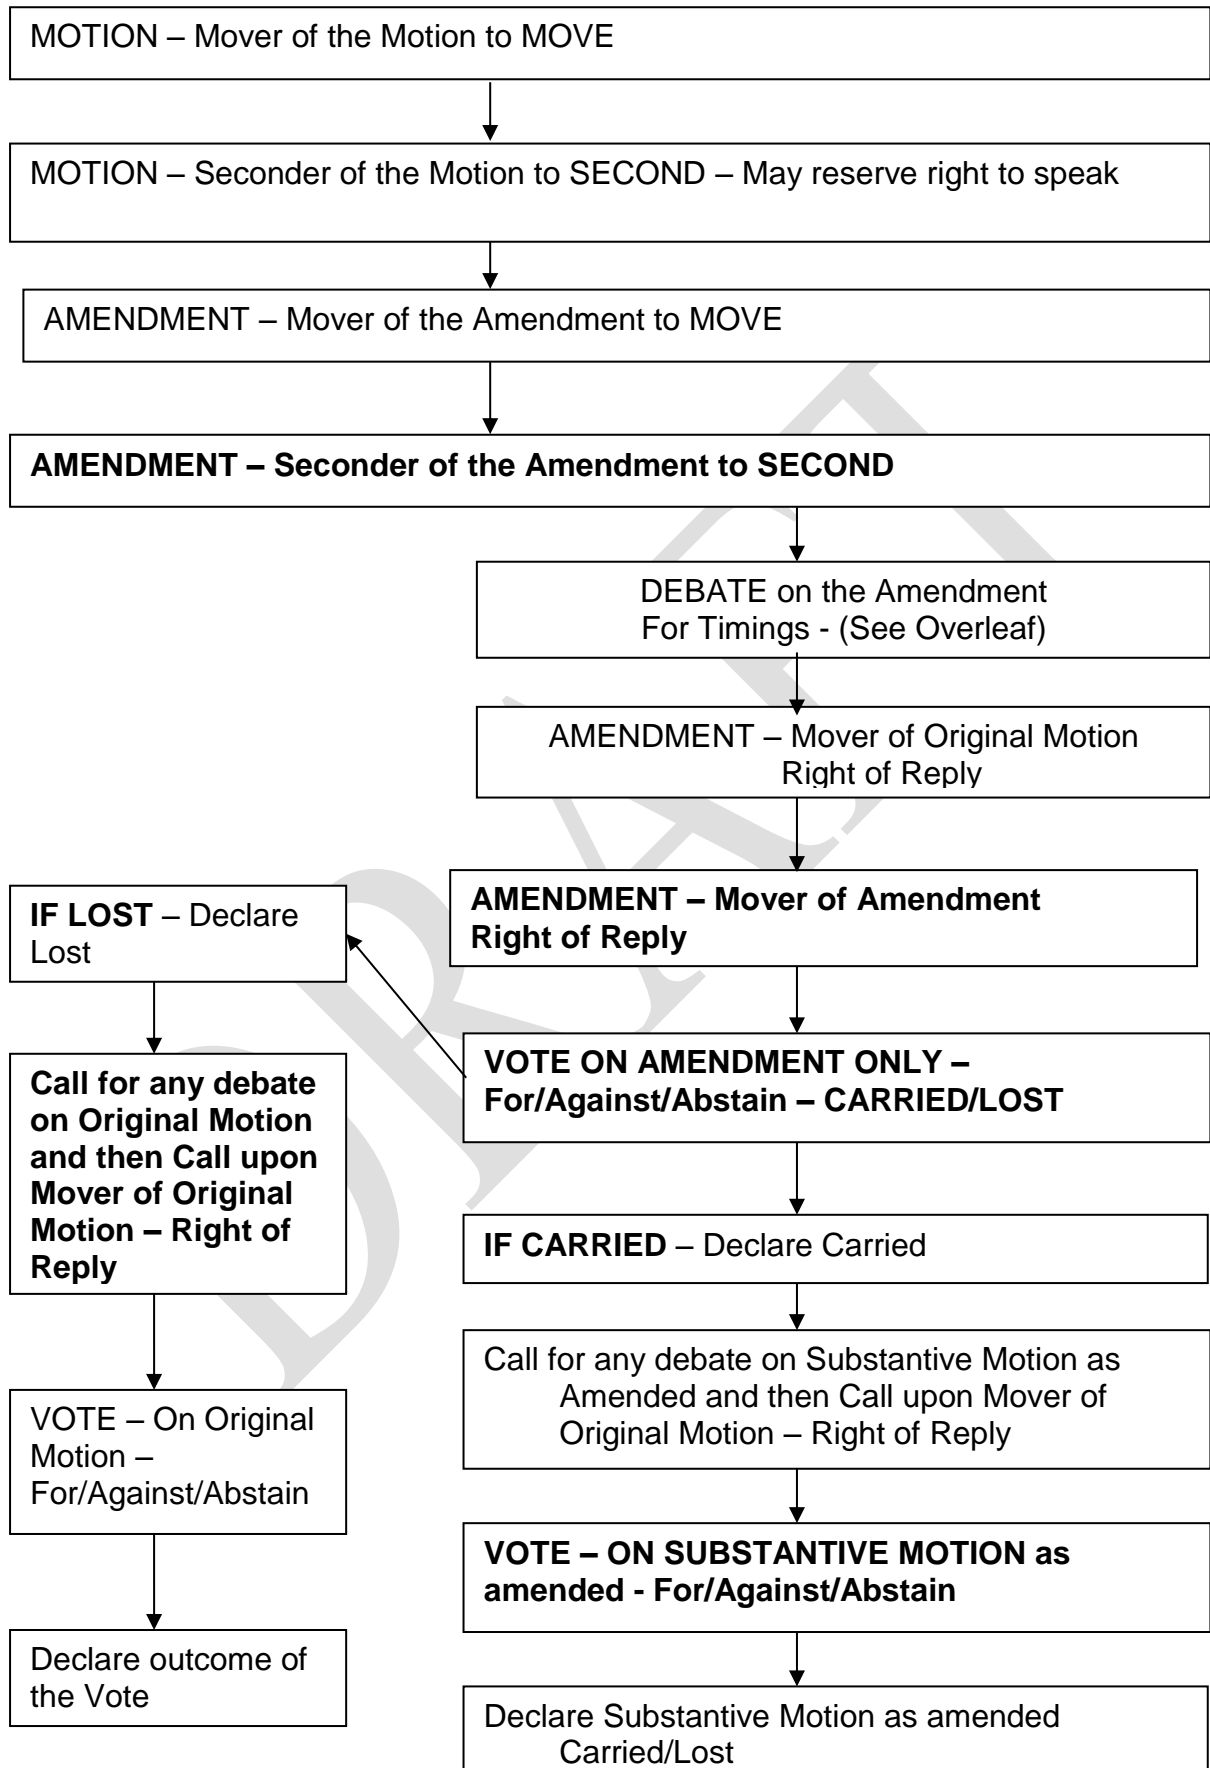 MOTION – Mover of the Motion to MOVE
MOTION – Seconder of the Motion to SECOND – May reserve right to speak
AMENDMENT – Mover of the Amendment to MOVE
AMENDMENT – Seconder of the Amendment to SECOND
DEBATE on the Amendment
For Timings - (See Overleaf)
AMENDMENT – Mover of Original Motion
Right of Reply
AMENDMENT – Mover of Amendment
Right of Reply
VOTE ON AMENDMENT ONLY –
For/Against/Abstain – CARRIED/LOST
IF LOST – Declare
Lost
Call for any debate
on Original Motion
and then Call upon
Mover of Original
Motion – Right of
Reply
VOTE – On Original
Motion –
For/Against/Abstain
Declare outcome of
the Vote
IF CARRIED – Declare Carried
Call for any debate on Substantive Motion as
Amended and then Call upon Mover of
Original Motion – Right of Reply
VOTE – ON SUBSTANTIVE MOTION as
amended - For/Against/Abstain
Declare Substantive Motion as amended
Carried/Lost
DRAFT